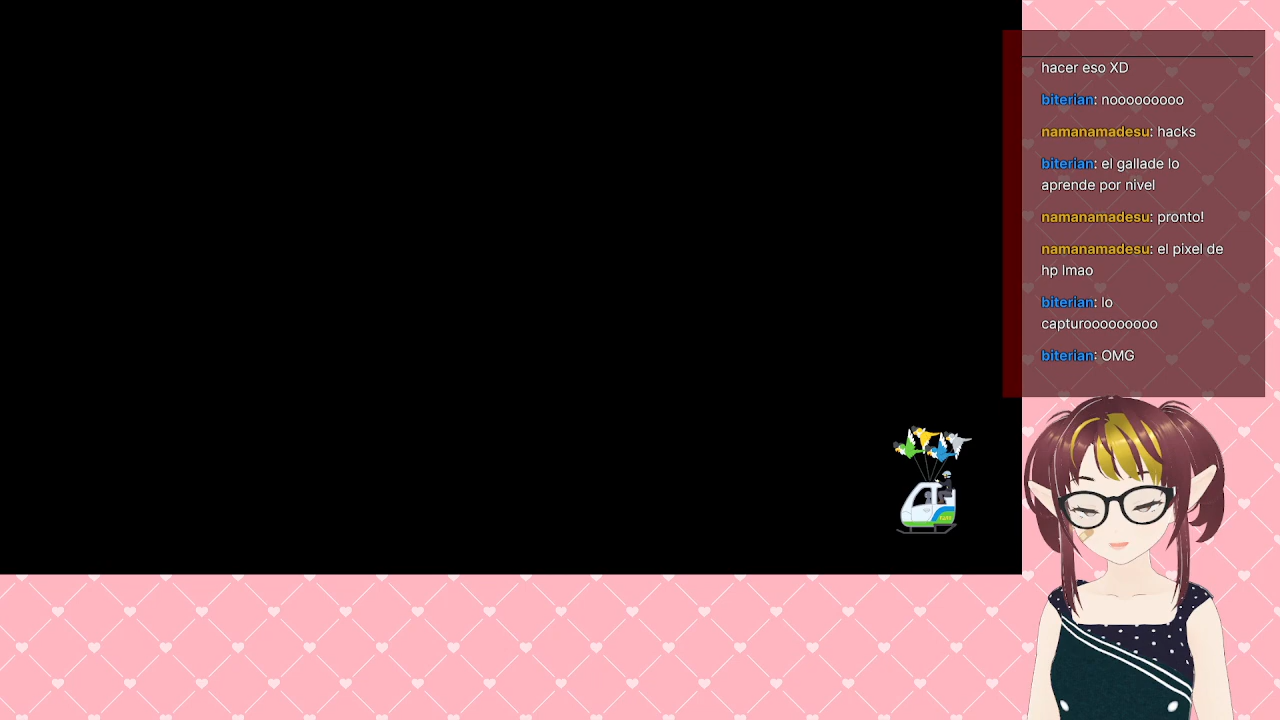 hacer eso XD
biterian: nooooooooo
namanamadesu: hacks
biterian: el gallade lo
aprende por nivel
namanamadesu: pronto!
namanamadesu: el pixel de
hp lmao
biterian: lo
capturooooooooo
biterian: OMG